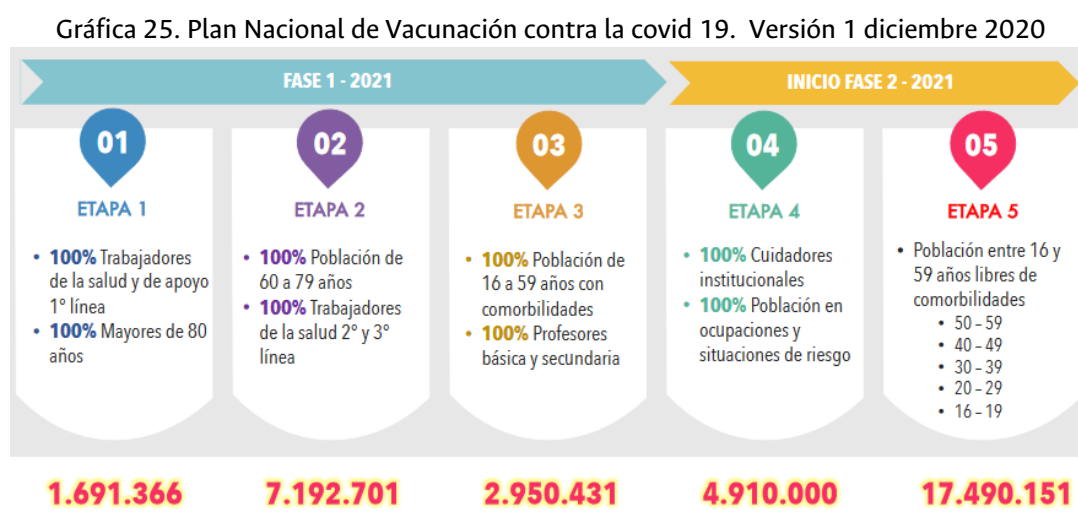 Gráfica 25. Plan Nacional de Vacunación contra la covid 19. Versión 1 diciembre 2020
FASE 1 - 2021
INICIO FASE 2 - 2021
01
ETAPA 1
• 100% Trabajadores
de la salud y de apoyo
1° línea
• 100% Mayores de 80
años
1.691.366
02
ETAPA 2
• 100% Población de
60 a 79 años
• 100% Trabajadores
de la salud 2° y 3°
línea
7.192.701
03
ETAPA 3
• 100% Población de
16 a 59 años con
comorbilidades
• 100% Profesores
básica y secundaria
2.950.431
04
ETAPA 4
• 100% Cuidadores
institucionales
• 100% Población en
ocupaciones y
situaciones de riesgo
4.910.000
05
ETAPA 5
• Población entre 16 y
59 años libres de
comorbilidades
• 50 – 59
• 40 – 49
• 30 – 39
• 20 – 29
• 16 – 19
17.490.151